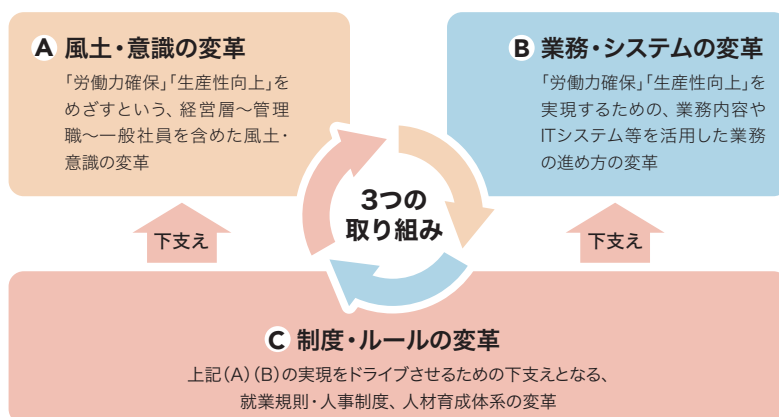 A 風土・意識の変革
「労働力確保」「生産性向上」を
めざすという、経営層～管理
職～一般社員を含めた風土・
意識の変革
B 業務・システムの変革
「労働力確保」「生産性向上」を
実現するための、業務内容や
ITシステム等を活用した業務
の進め方の変革
3つの
取り組み
下支え
下支え
C 制度・ルールの変革
上記(A)(B)の実現をドライブさせるための下支えとなる、
就業規則・人事制度、人材育成体系の変革